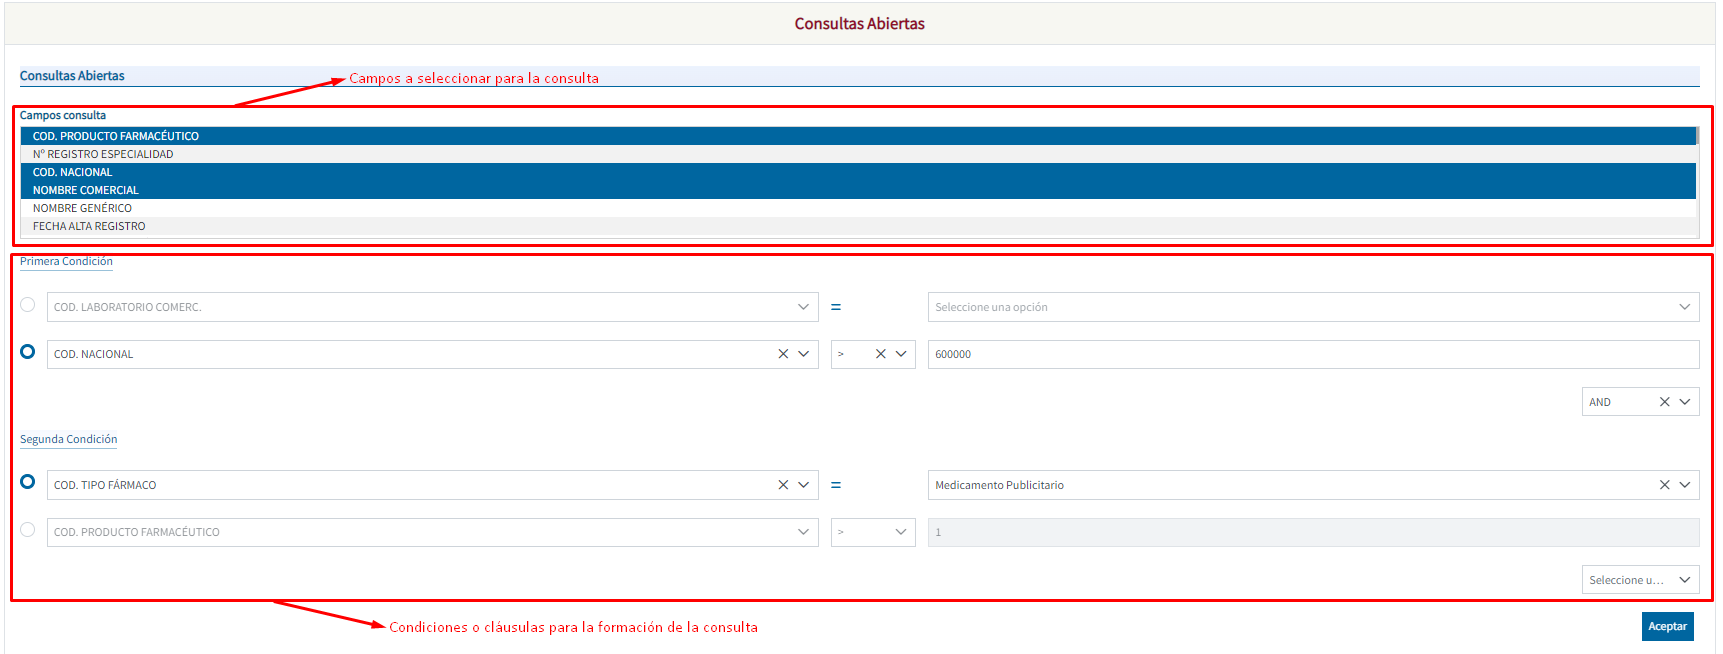 Consultas Abiertas
Consultas Abiertas
Campos a seleccionar para la consulta
Campos consulta
COD. PRODUCTO FARMACÉUTICO
Nº REGISTRO ESPECIALIDAD
COD. NACIONAL
NOMBRE COMERCIAL
NOMBRE GENÉRICO
FECHA ALTA REGISTRO
Primera Condición
COD. LABORATORIO COMERC. = Seleccione una opción
COD. NACIONAL > 600000
AND
Segunda Condición
COD. TIPO FÁRMACO = Medicamento Publicitario
COD. PRODUCTO FARMACÉUTICO > 1
Seleccione u...
Condiciones o cláusulas para la formación de la consulta
Aceptar